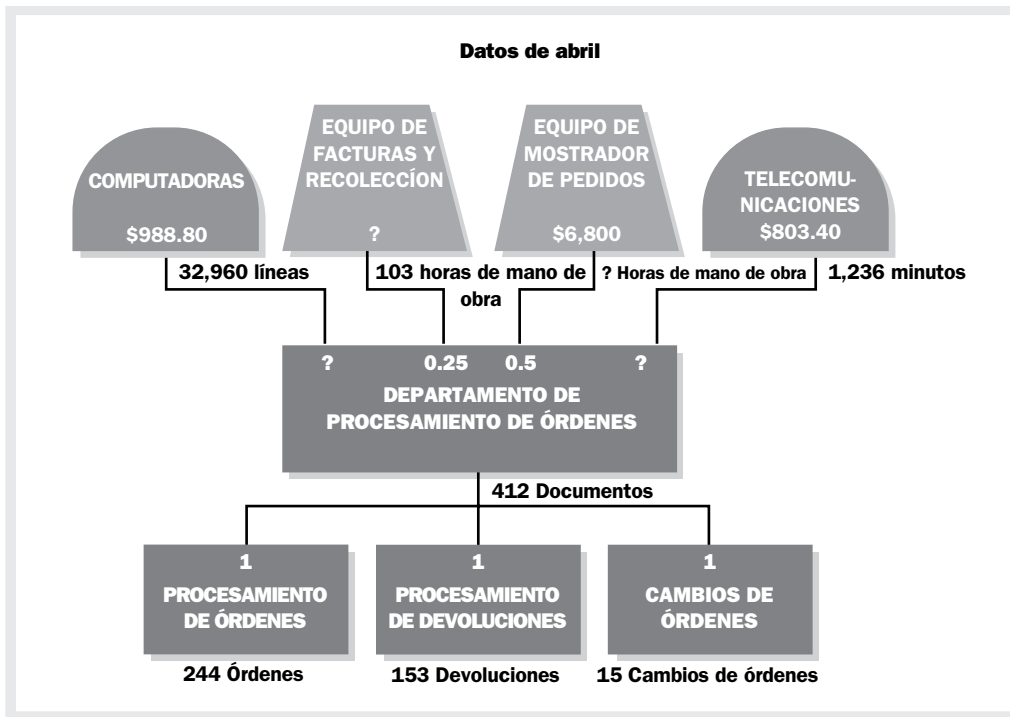 Datos de abril
COMPUTADORAS
$988.80
EQUIPO DE
FACTURAS Y
RECOLECCÍON
?
EQUIPO DE
MOSTRADOR
DE PEDIDOS
$6,800
TELECOMU-
NICACIONES
$803.40
32,960 líneas
103 horas de mano de
obra
? Horas de mano de obra
1,236 minutos
? 0.25 0.5 ?
DEPARTAMENTO DE
PROCESAMIENTO DE ÓRDENES
412 Documentos
1
PROCESAMIENTO
DE ÓRDENES
1
PROCESAMIENTO
DE DEVOLUCIONES
1
CAMBIOS DE
ÓRDENES
244 Órdenes
153 Devoluciones
15 Cambios de órdenes